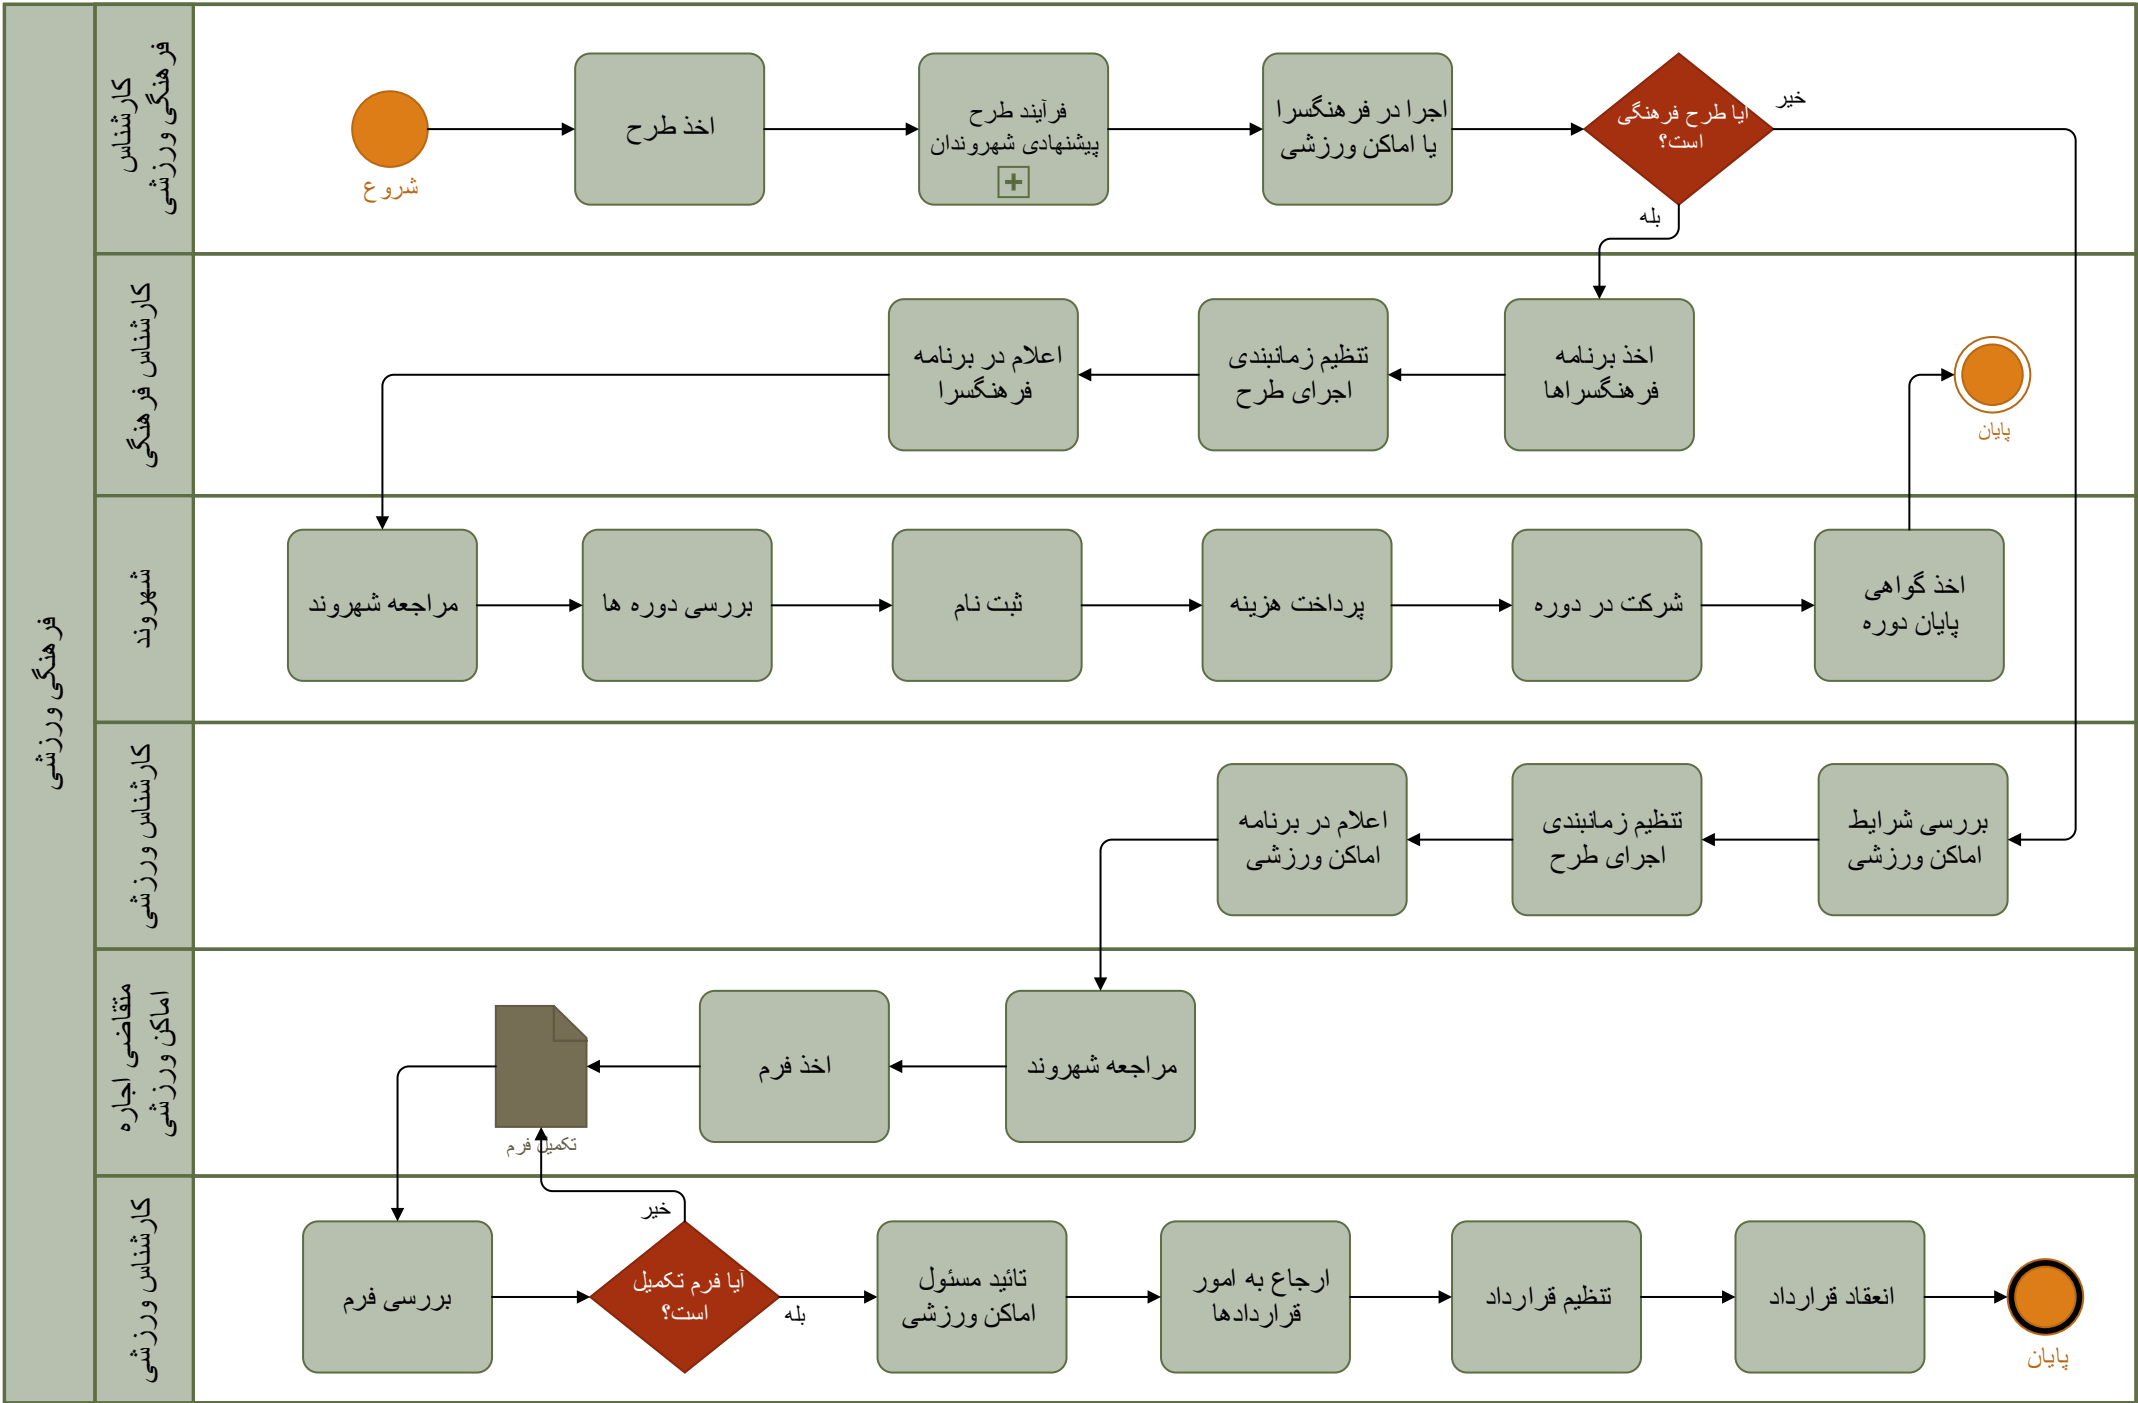 فرهنگی ورزشی
کارشناس
فرهنگی ورزشی
شروع
اخذ طرح
فرآیند طرح
پیشنهادی شهروندان
اجرا در فرهنگسرا
یا اماکن ورزشی
ایا طرح فرهنگی
است؟
خیر
بله
کارشناس فرهنگی
اخذ برنامه
فرهنگسراها
تنظیم زمانبندی
اجرای طرح
اعلام در برنامه
فرهنگسرا
پایان
شهروند
مراجعه شهروند
بررسی دوره ها
ثبت نام
پرداخت هزینه
شرکت در دوره
اخذ گواهی
پایان دوره
کارشناس ورزشی
بررسی شرایط
اماکن ورزشی
تنظیم زمانبندی
اجرای طرح
اعلام در برنامه
اماکن ورزشی
متقاضی اجاره
اماکن ورزشی
مراجعه شهروند
اخذ فرم
تکمیل فرم
کارشناس ورزشی
بررسی فرم
آیا فرم تکمیل
است؟
خیر
بله
تائید مسئول
اماکن ورزشی
ارجاع به امور
قراردادها
تنظیم قرارداد
انعقاد قرارداد
پایان